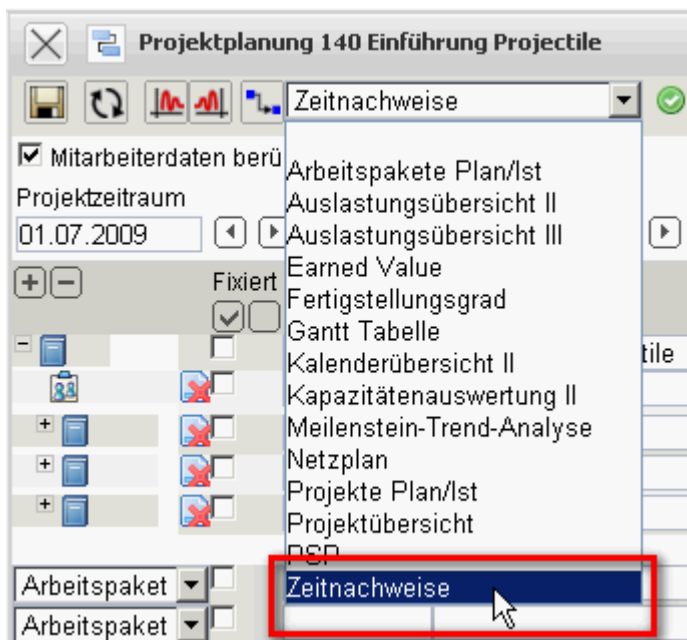 Projektplanung 140 Einführung Projectile
Zeitnachweise
Mitarbeiterdaten berü
Projektzeitraum
01.07.2009
Fixiert
Arbeitspakete Plan/Ist
Auslastungsübersicht II
Auslastungsübersicht III
Earned Value
Fertigstellungsgrad
Gantt Tabelle
Kalenderübersicht II
Kapazitätenauswertung II
Meilenstein-Trend-Analyse
Netzplan
Projekte Plan/Ist
Projektübersicht
PSP
Zeitnachweise
tile
Arbeitspaket
Arbeitspaket